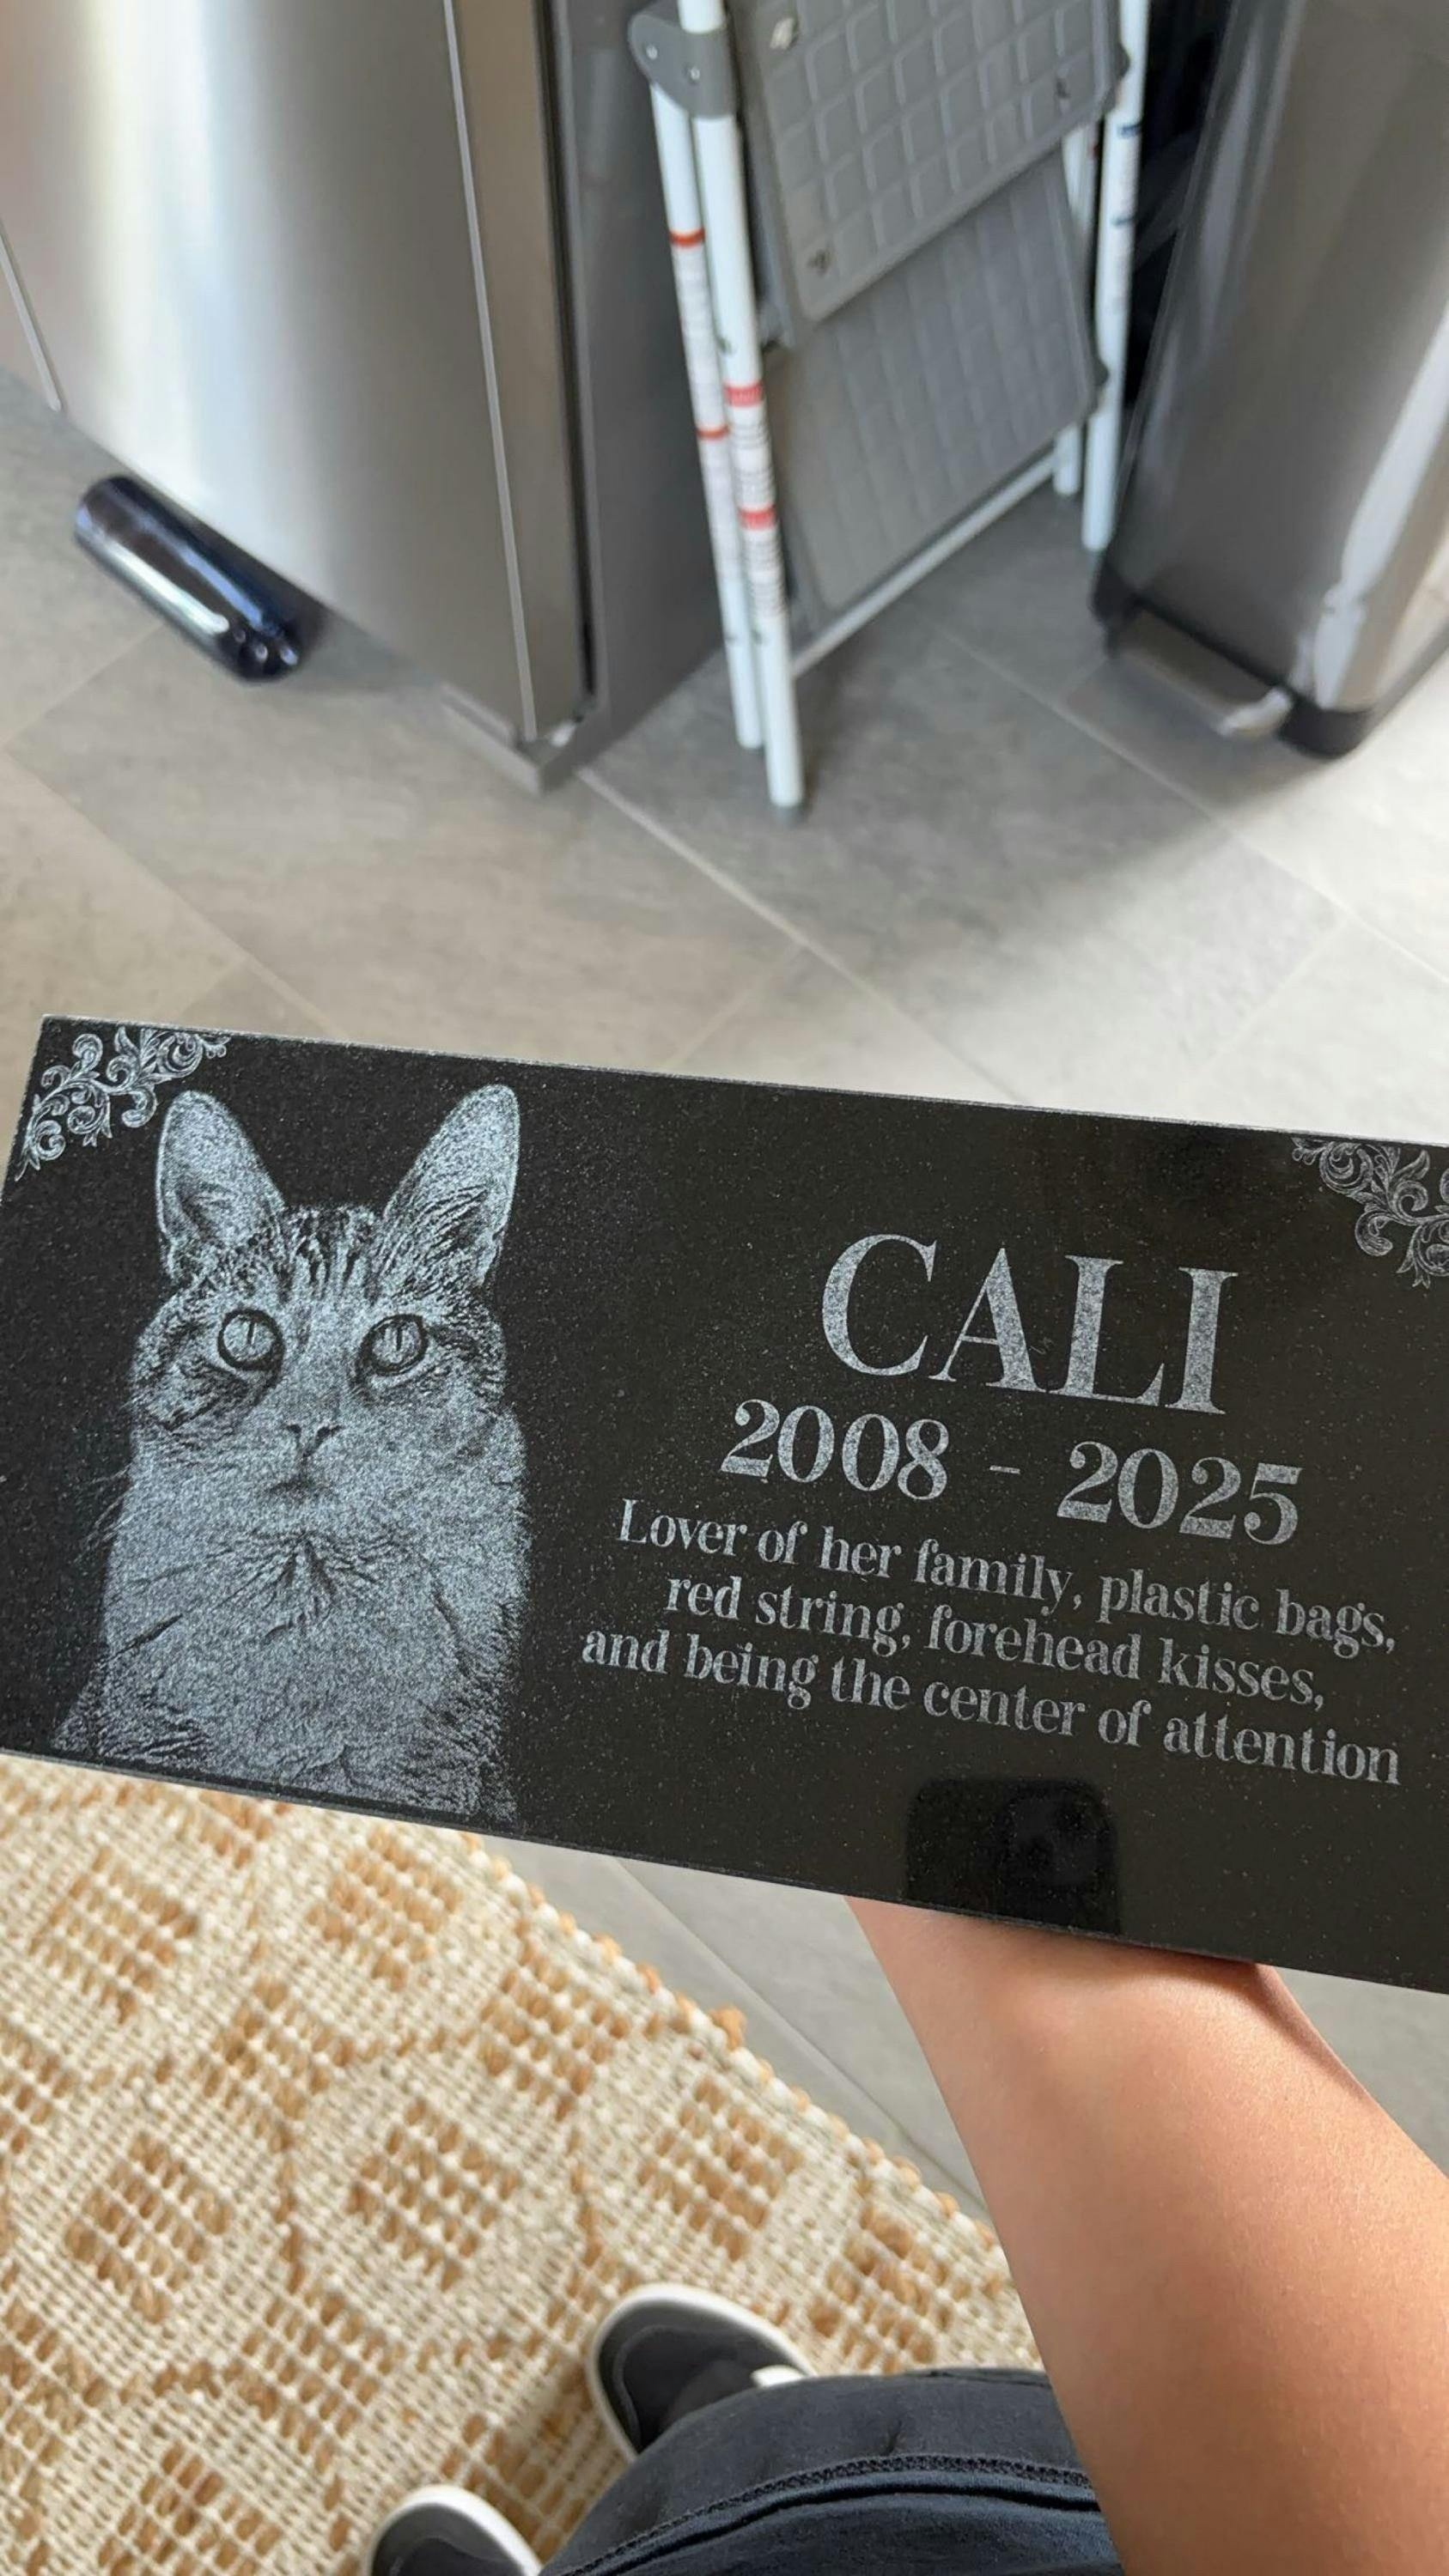 CALI
2008 - 2025
Lover of her family, plastic bags,
red string, forehead kisses,
and being the center of attention